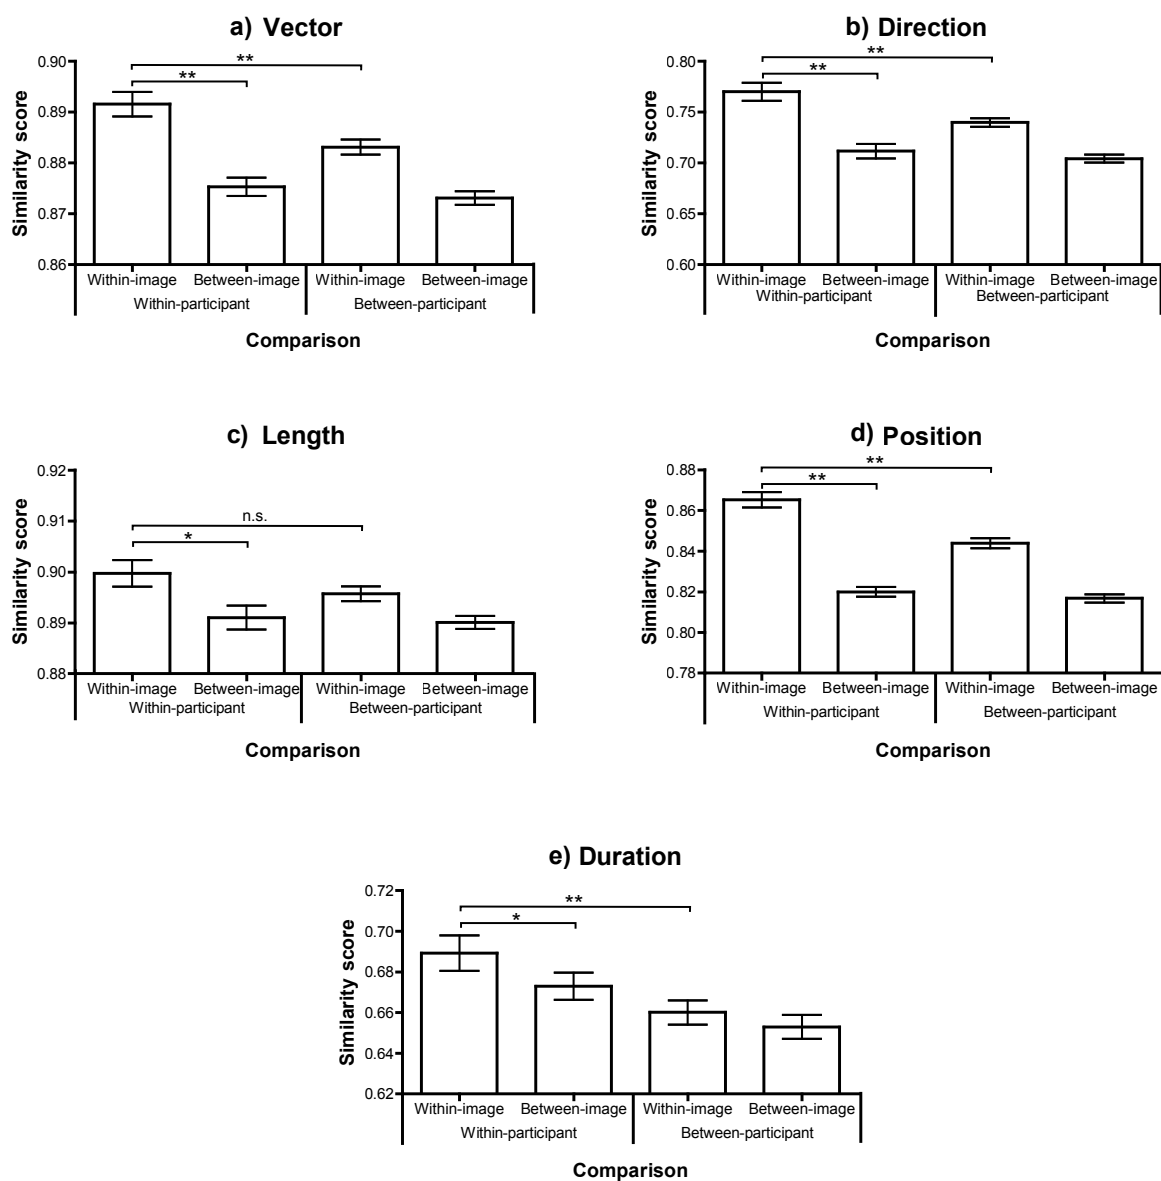 a) Vector
**
**
0.90
0.89
0.88
0.87
0.86
Similarity score
Within-image Between-image Within-image Between-image
Within-participant Between-participant
Comparison
b) Direction
**
**
0.80
0.75
0.70
0.65
0.60
Similarity score
Within-image Between-image Within-image Between-image
Within-participant Between-participant
Comparison
c) Length
n.s.
*
0.92
0.91
0.90
0.89
0.88
Similarity score
Within-image Between-image Within-image Between-image
Within-participant Between-participant
Comparison
d) Position
**
**
0.88
0.86
0.84
0.82
0.80
0.78
Similarity score
Within-image Between-image Within-image Between-image
Within-participant Between-participant
Comparison
e) Duration
**
*
0.72
0.70
0.68
0.66
0.64
0.62
Similarity score
Within-image Between-image Within-image Between-image
Within-participant Between-participant
Comparison